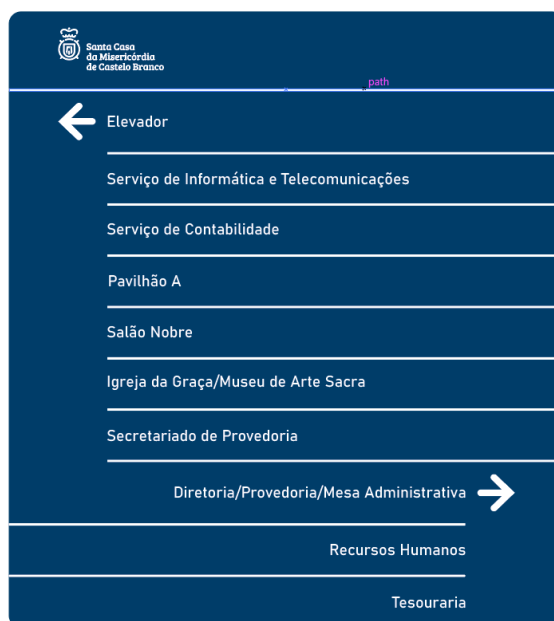 Santa Casa
da Misericórdia
de Castelo Branco
path
Elevador
Serviço de Informática e Telecomunicações
Serviço de Contabilidade
Pavilhão A
Salão Nobre
Igreja da Graça/Museu de Arte Sacra
Secretariado de Provedoria
Diretoria/Provedoria/Mesa Administrativa
Recursos Humanos
Tesouraria